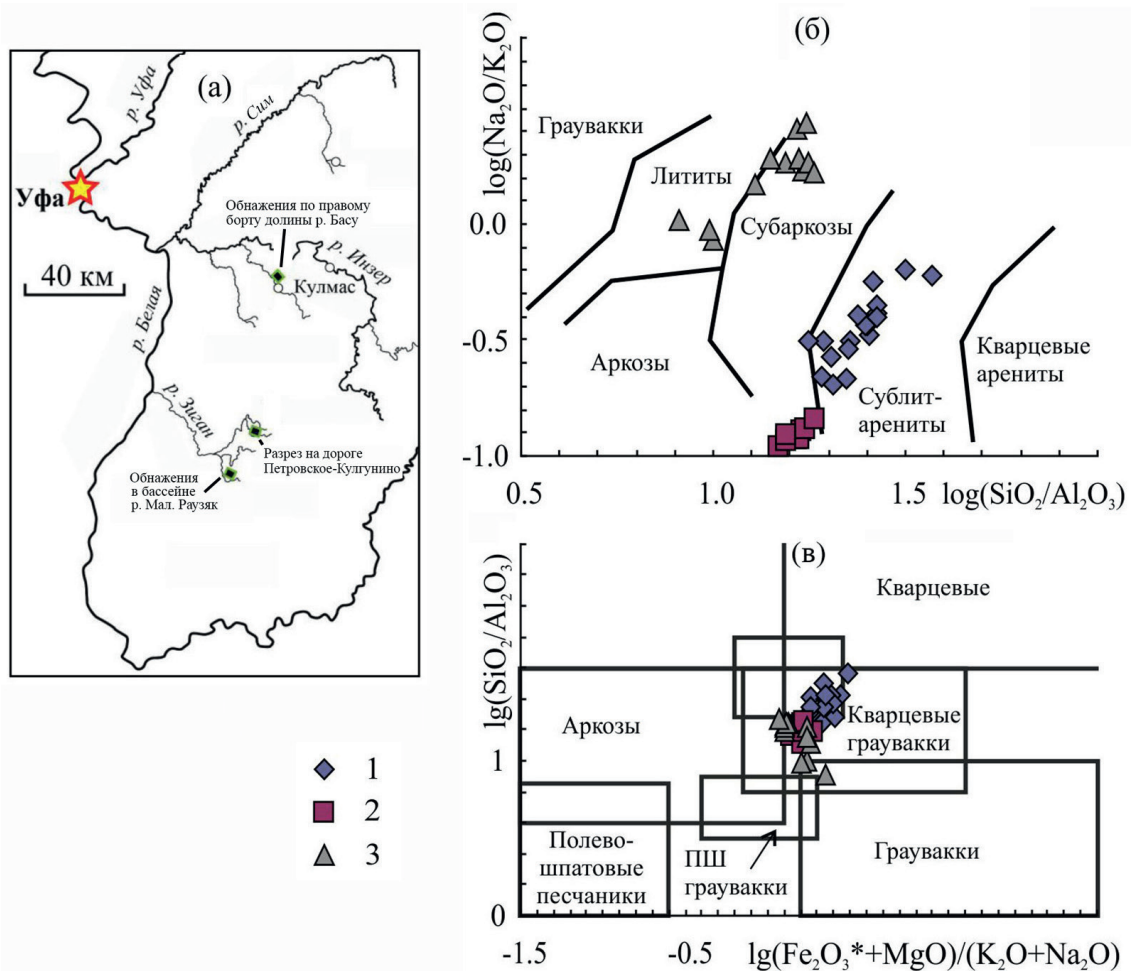 (а)
р. Уфа
р. Сим
Уфа
Обнажения по правому
борту долины р. Басу
40 км
р. Инзер
Кулмас
р. Белая
р. Зиган
Разрез на дороге
Петровское-Кулгунино
Обнажения
в бассейне
р. Мал. Раузяк
1
2
3
(б)
log(Na₂O/K₂O)
Граувакки
Лититы
Субаркозы
0.0
-0.5
-1.0
Аркозы
Кварцевые
арениты
Сублит-
арениты
0.5
1.0
1.5
log(SiO₂/Al₂O₃)
(в)
lg(SiO₂/Al₂O₃)
Кварцевые
Аркозы
Кварцевые
граувакки
1
Полево-
шпатовые
песчаники
ПШ
граувакки
Граувакки
0
-1.5
-0.5
lg(Fe₂O₃*+MgO)/(K₂O+Na₂O)